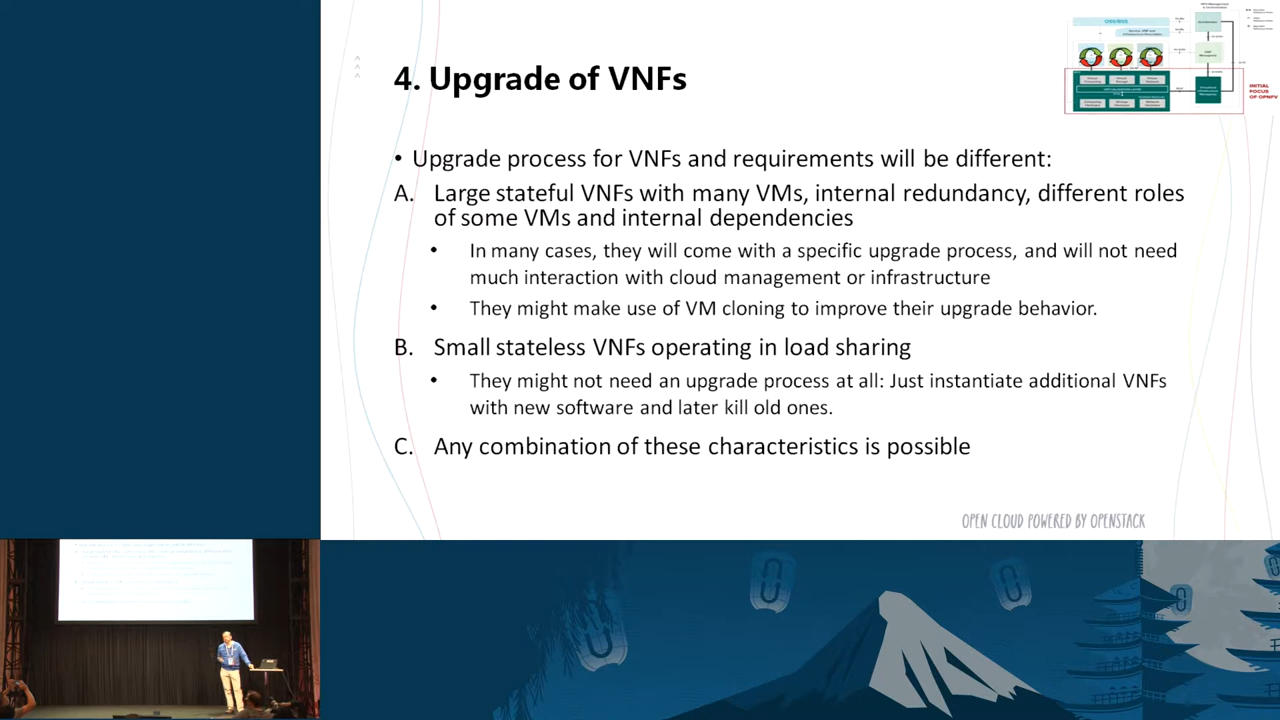 4. Upgrade of VNFs
INITIAL
FOCUS
OF OPNFV
• Upgrade process for VNFs and requirements will be different:
A. Large stateful VNFs with many VMs, internal redundancy, different roles
of some VMs and internal dependencies
• In many cases, they will come with a specific upgrade process, and will not need
much interaction with cloud management or infrastructure
• They might make use of VM cloning to improve their upgrade behavior.
B. Small stateless VNFs operating in load sharing
• They might not need an upgrade process at all: Just instantiate additional VNFs
with new software and later kill old ones.
C. Any combination of these characteristics is possible
OPEN CLOUD POWERED BY OPENSTACK